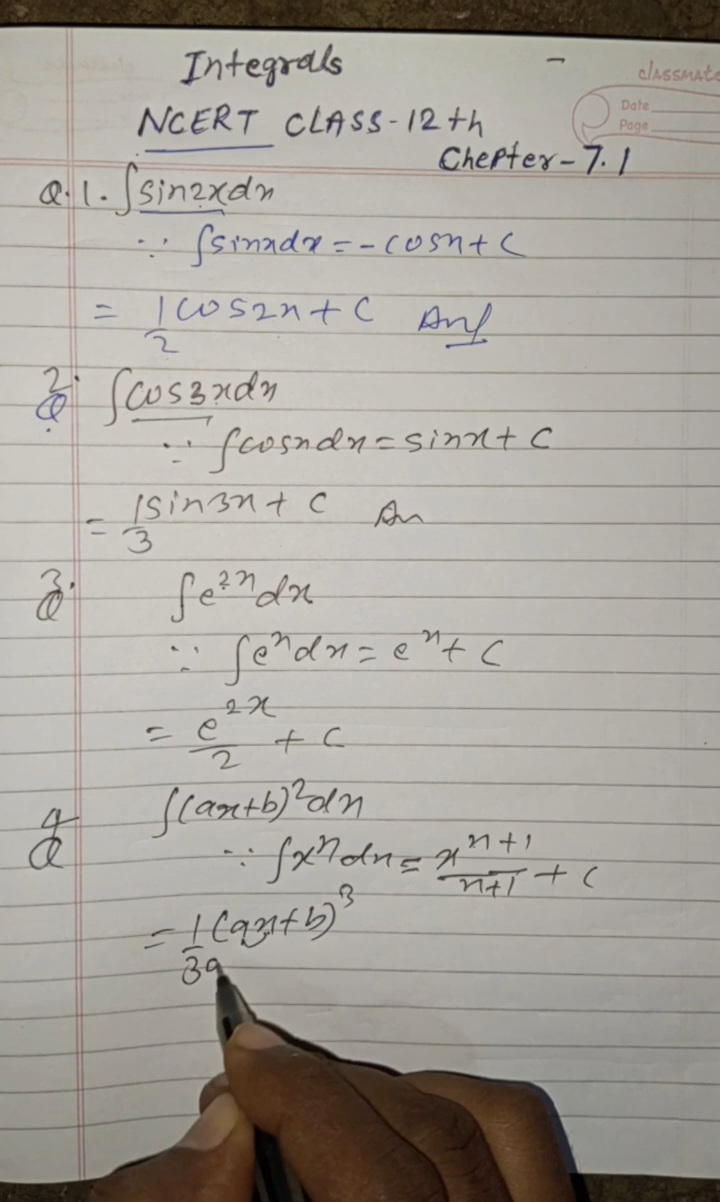 Integrals
classmate
Date
Page
NCERT CLASS-12th
Chepter-7.1
Q.1. ∫sin2xdx
∵ ∫sinxdx = -cosx + C
= 1/2 cos2x + C Ans
2. Q ∫cos3xdx
∵ ∫cosxdx = sinx + C
= 1/3 sin3x + C An
3. Q ∫e^2x dx
∵ ∫e^x dx = e^x + C
= e^2x/2 + C
4 Q ∫(ax+b)^2 dx
∵ ∫x^n dx = x^n+1/n+1 + C
= 1/3a (ax+b)^3